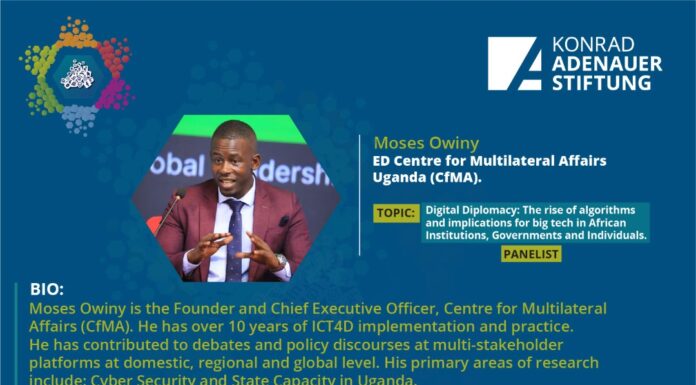 KONRAD
ADENAUER
STIFTUNG
obal Leadersh
Moses Owiny
ED Centre for Multilateral Affairs
Uganda (CfMA).
TOPIC:
Digital Diplomacy: The rise of algorithms
and implications for big tech in African
Institutions, Governments and Individuals.
PANELIST
BIO:
Moses Owiny is the Founder and Chief Executive Officer, Centre for Multilateral
Affairs (CfMA). He has over 10 years of ICT4D implementation and practice.
He has contributed to debates and policy discourses at multi-stakeholder
platforms at domestic, regional and global level. His primary areas of research
include: Cyber Security and State Capacity in Uganda.